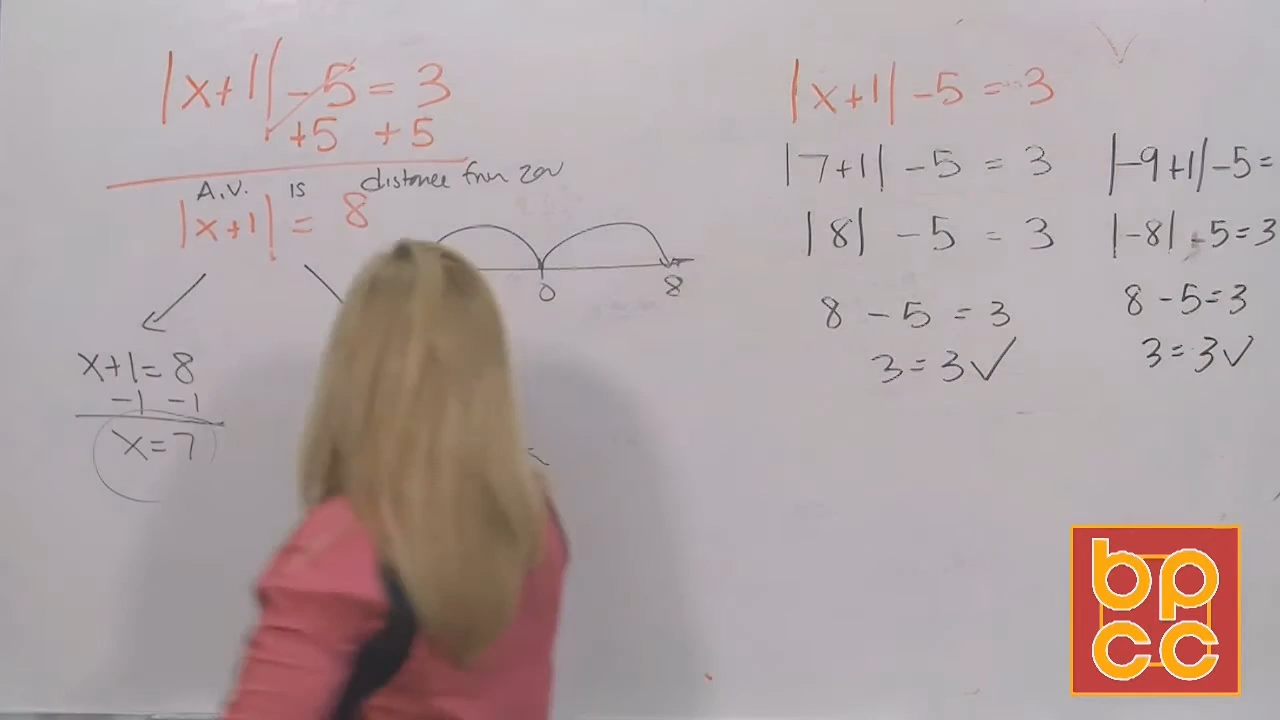 |x+1| -5 = 3
+5 +5
A.V. is distance from zero
|x+1| = 8
0 8
x+1=8
-1 -1
x=7
|x+1| -5 = 3
|7+1| -5 = 3
|8| -5 = 3
8 -5 = 3
3=3✓
|-9+1| -5=
|-8| -5=3
8-5=3
3=3✓
bp
cc